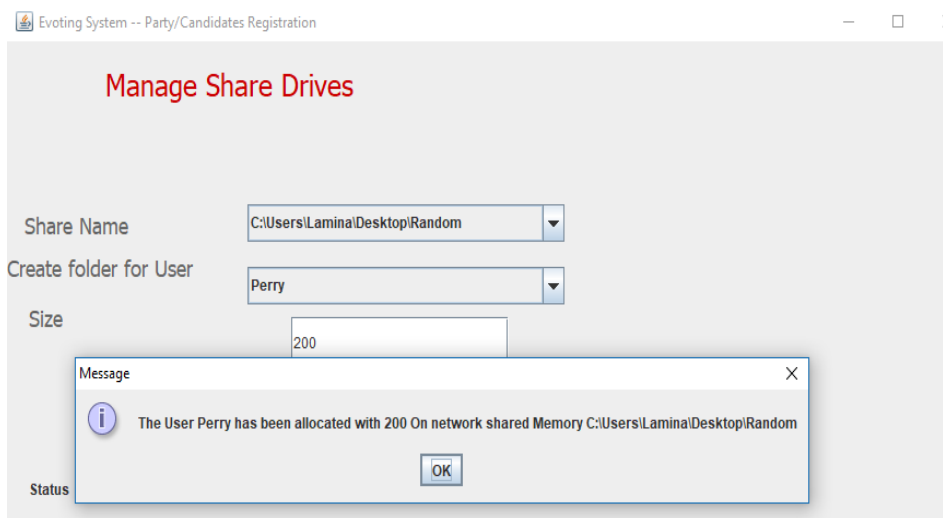 Evoting System -- Party/Candidates Registration
Manage Share Drives
Share Name
C:\Users\Lamina\Desktop\Random
Create folder for User
Perry
Size
200
Message
The User Perry has been allocated with 200 On network shared Memory C:\Users\Lamina\Desktop\Random
OK
Status